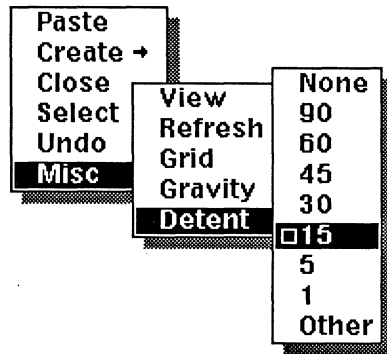 Paste
Create →
Close
Select
Undo
Misc
View
Refresh
Grid
Gravity
Detent
None
90
60
45
30
15
5
1
Other